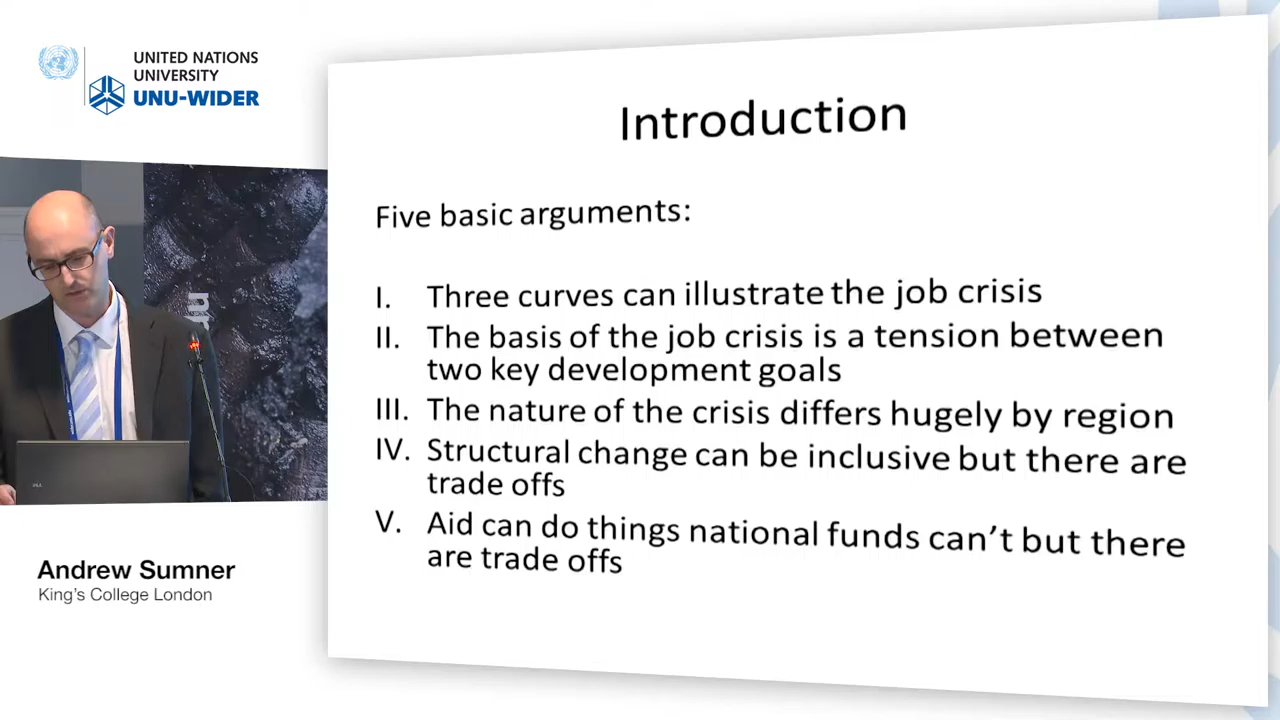 UNITED NATIONS
UNIVERSITY
UNU-WIDER
Andrew Sumner
King's College London
Introduction
Five basic arguments:
I. Three curves can illustrate the job crisis
II. The basis of the job crisis is a tension between
two key development goals
III. The nature of the crisis differs hugely by region
IV. Structural change can be inclusive but there are
trade offs
V. Aid can do things national funds can't but there
are trade offs